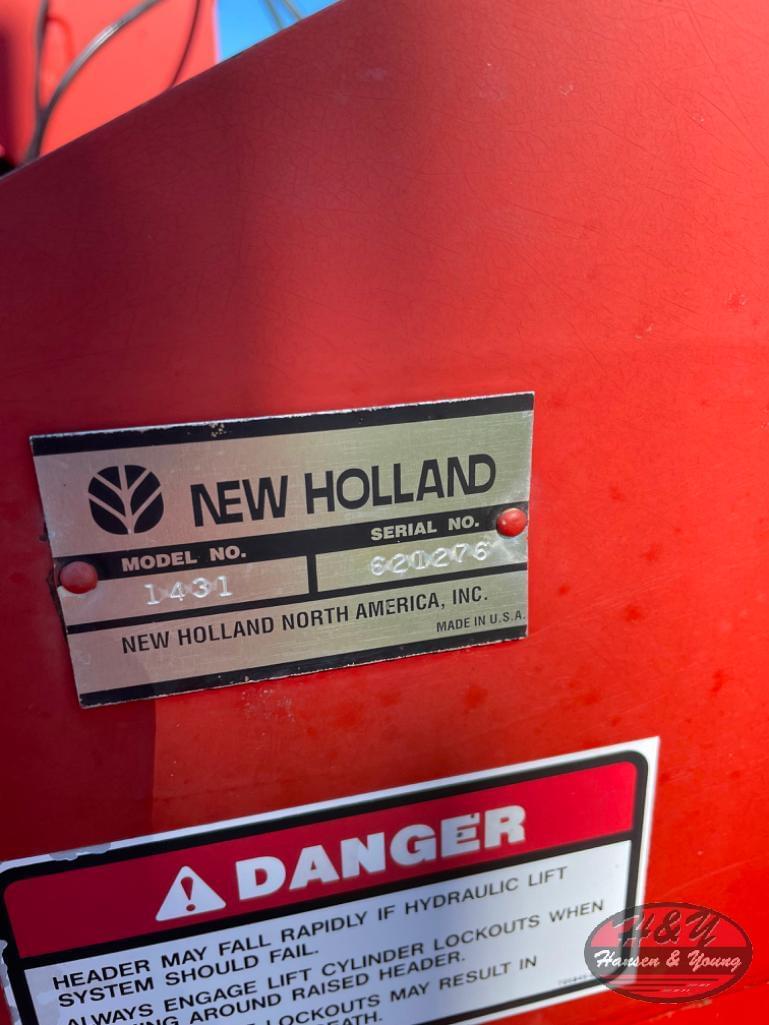 NEW HOLLAND
MODEL NO. SERIAL NO.
1431 620276
NEW HOLLAND NORTH AMERICA, INC.
MADE IN U.S.A.
DANGER
HEADER MAY FALL RAPIDLY IF HYDRAULIC LIFT
SYSTEM SHOULD FAIL.
ALWAYS ENGAGE LIFT CYLINDER LOCKOUTS WHEN
AROUND RAISED HEADER.
LOCKOUTS MAY RESULT IN
H&Y
Hansen & Young